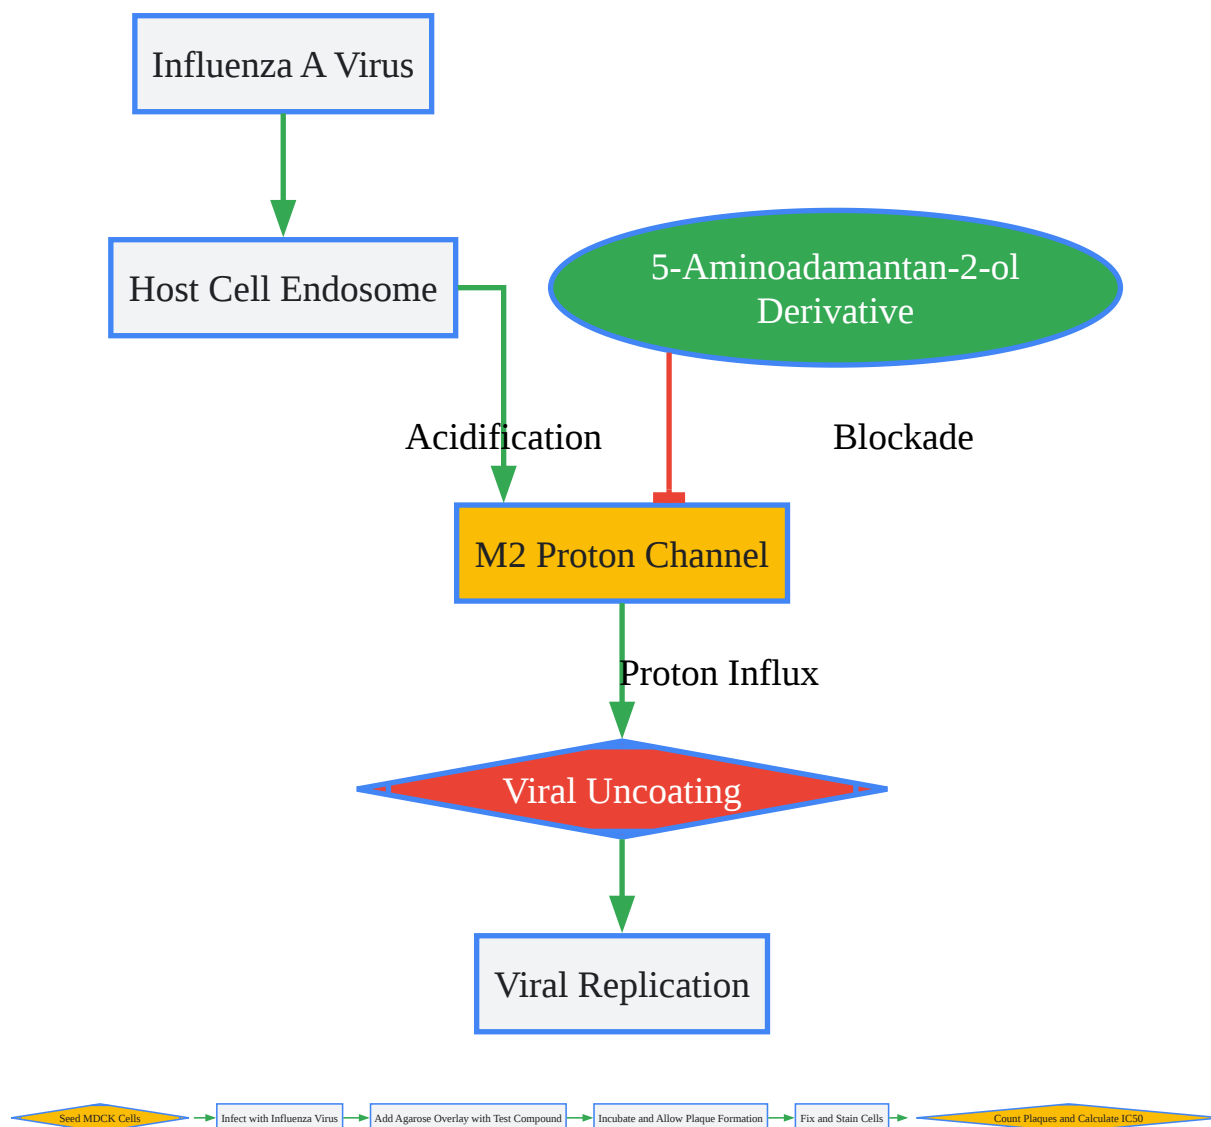 Influenza A Virus
Host Cell Endosome
5-Aminoadamantan-2-ol
Derivative
Acidification
Blockade
M2 Proton Channel
Proton Influx
Viral Uncoating
Viral Replication
Seed MDCK Cells
Infect with Influenza Virus
Add Agarose Overlay with Test Compound
Incubate and Allow Plaque Formation
Fix and Stain Cells
Count Plaques and Calculate IC50